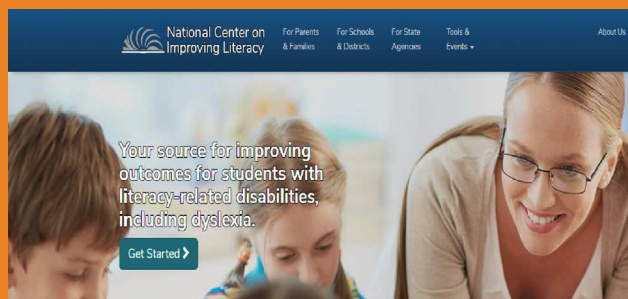 National Center on
Improving Literacy
For Parents
& Families
For Schools
& Districts
For State
Agencies
Tools &
Events
About Us
Your source for improving
outcomes for students with
literacy-related disabilities,
including dyslexia.
Get Started